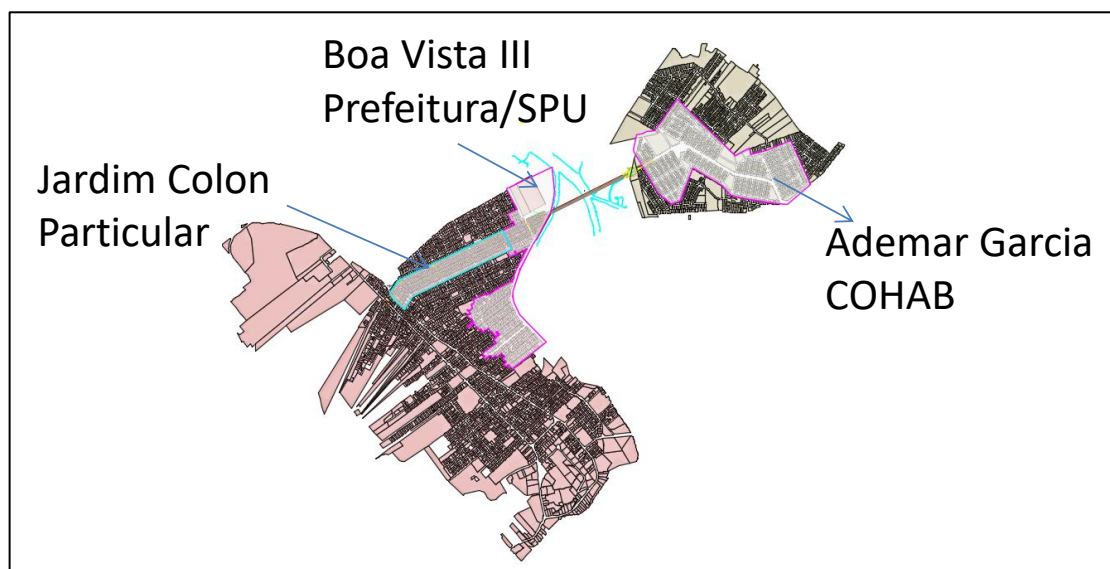 Boa Vista III
Prefeitura/SPU
Jardim Colon
Particular
Ademar Garcia
COHAB